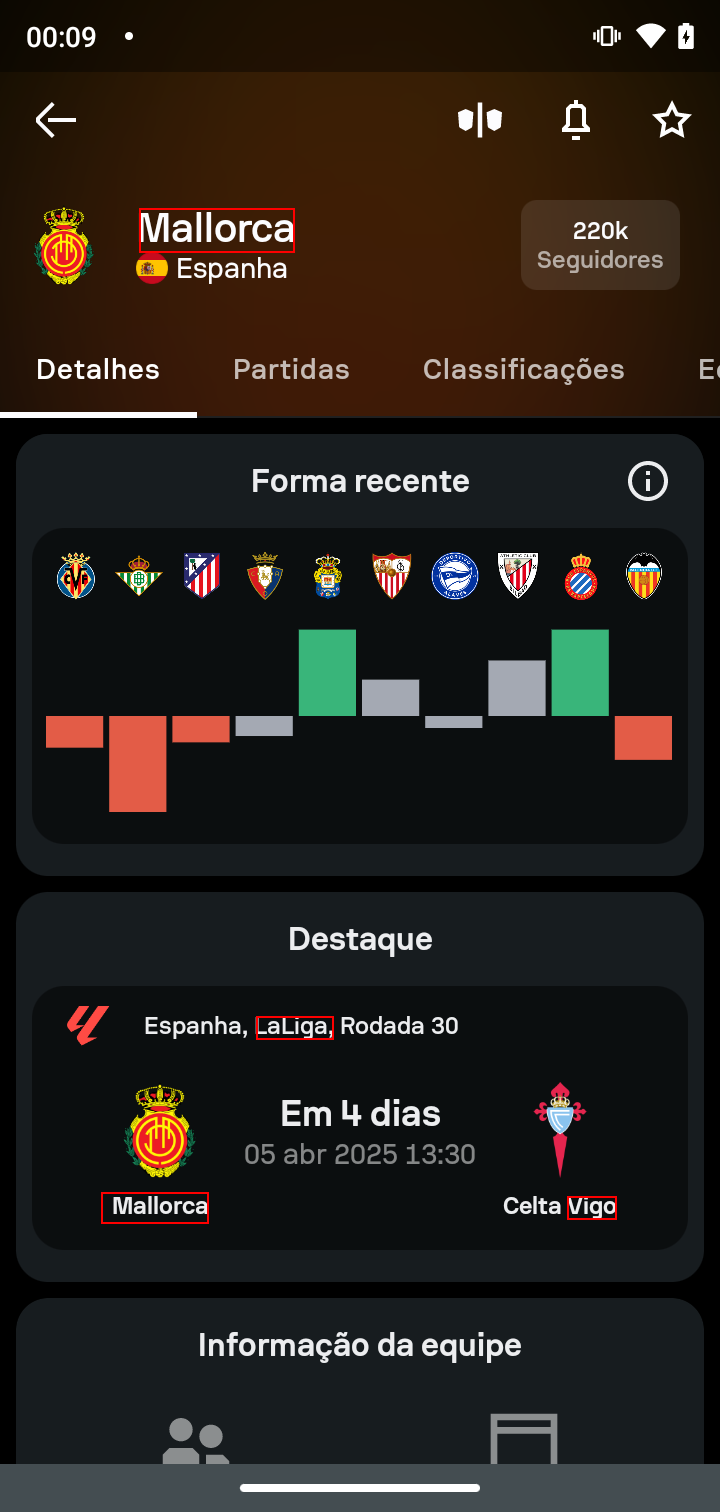 00:09
Mallorca
Espanha
220k
Seguidores
Detalhes Partidas Classificações
Forma recente
Destaque
Espanha, LaLiga, Rodada 30
Em 4 dias
05 abr 2025 13:30
Mallorca Celta Vigo
Informação da equipe